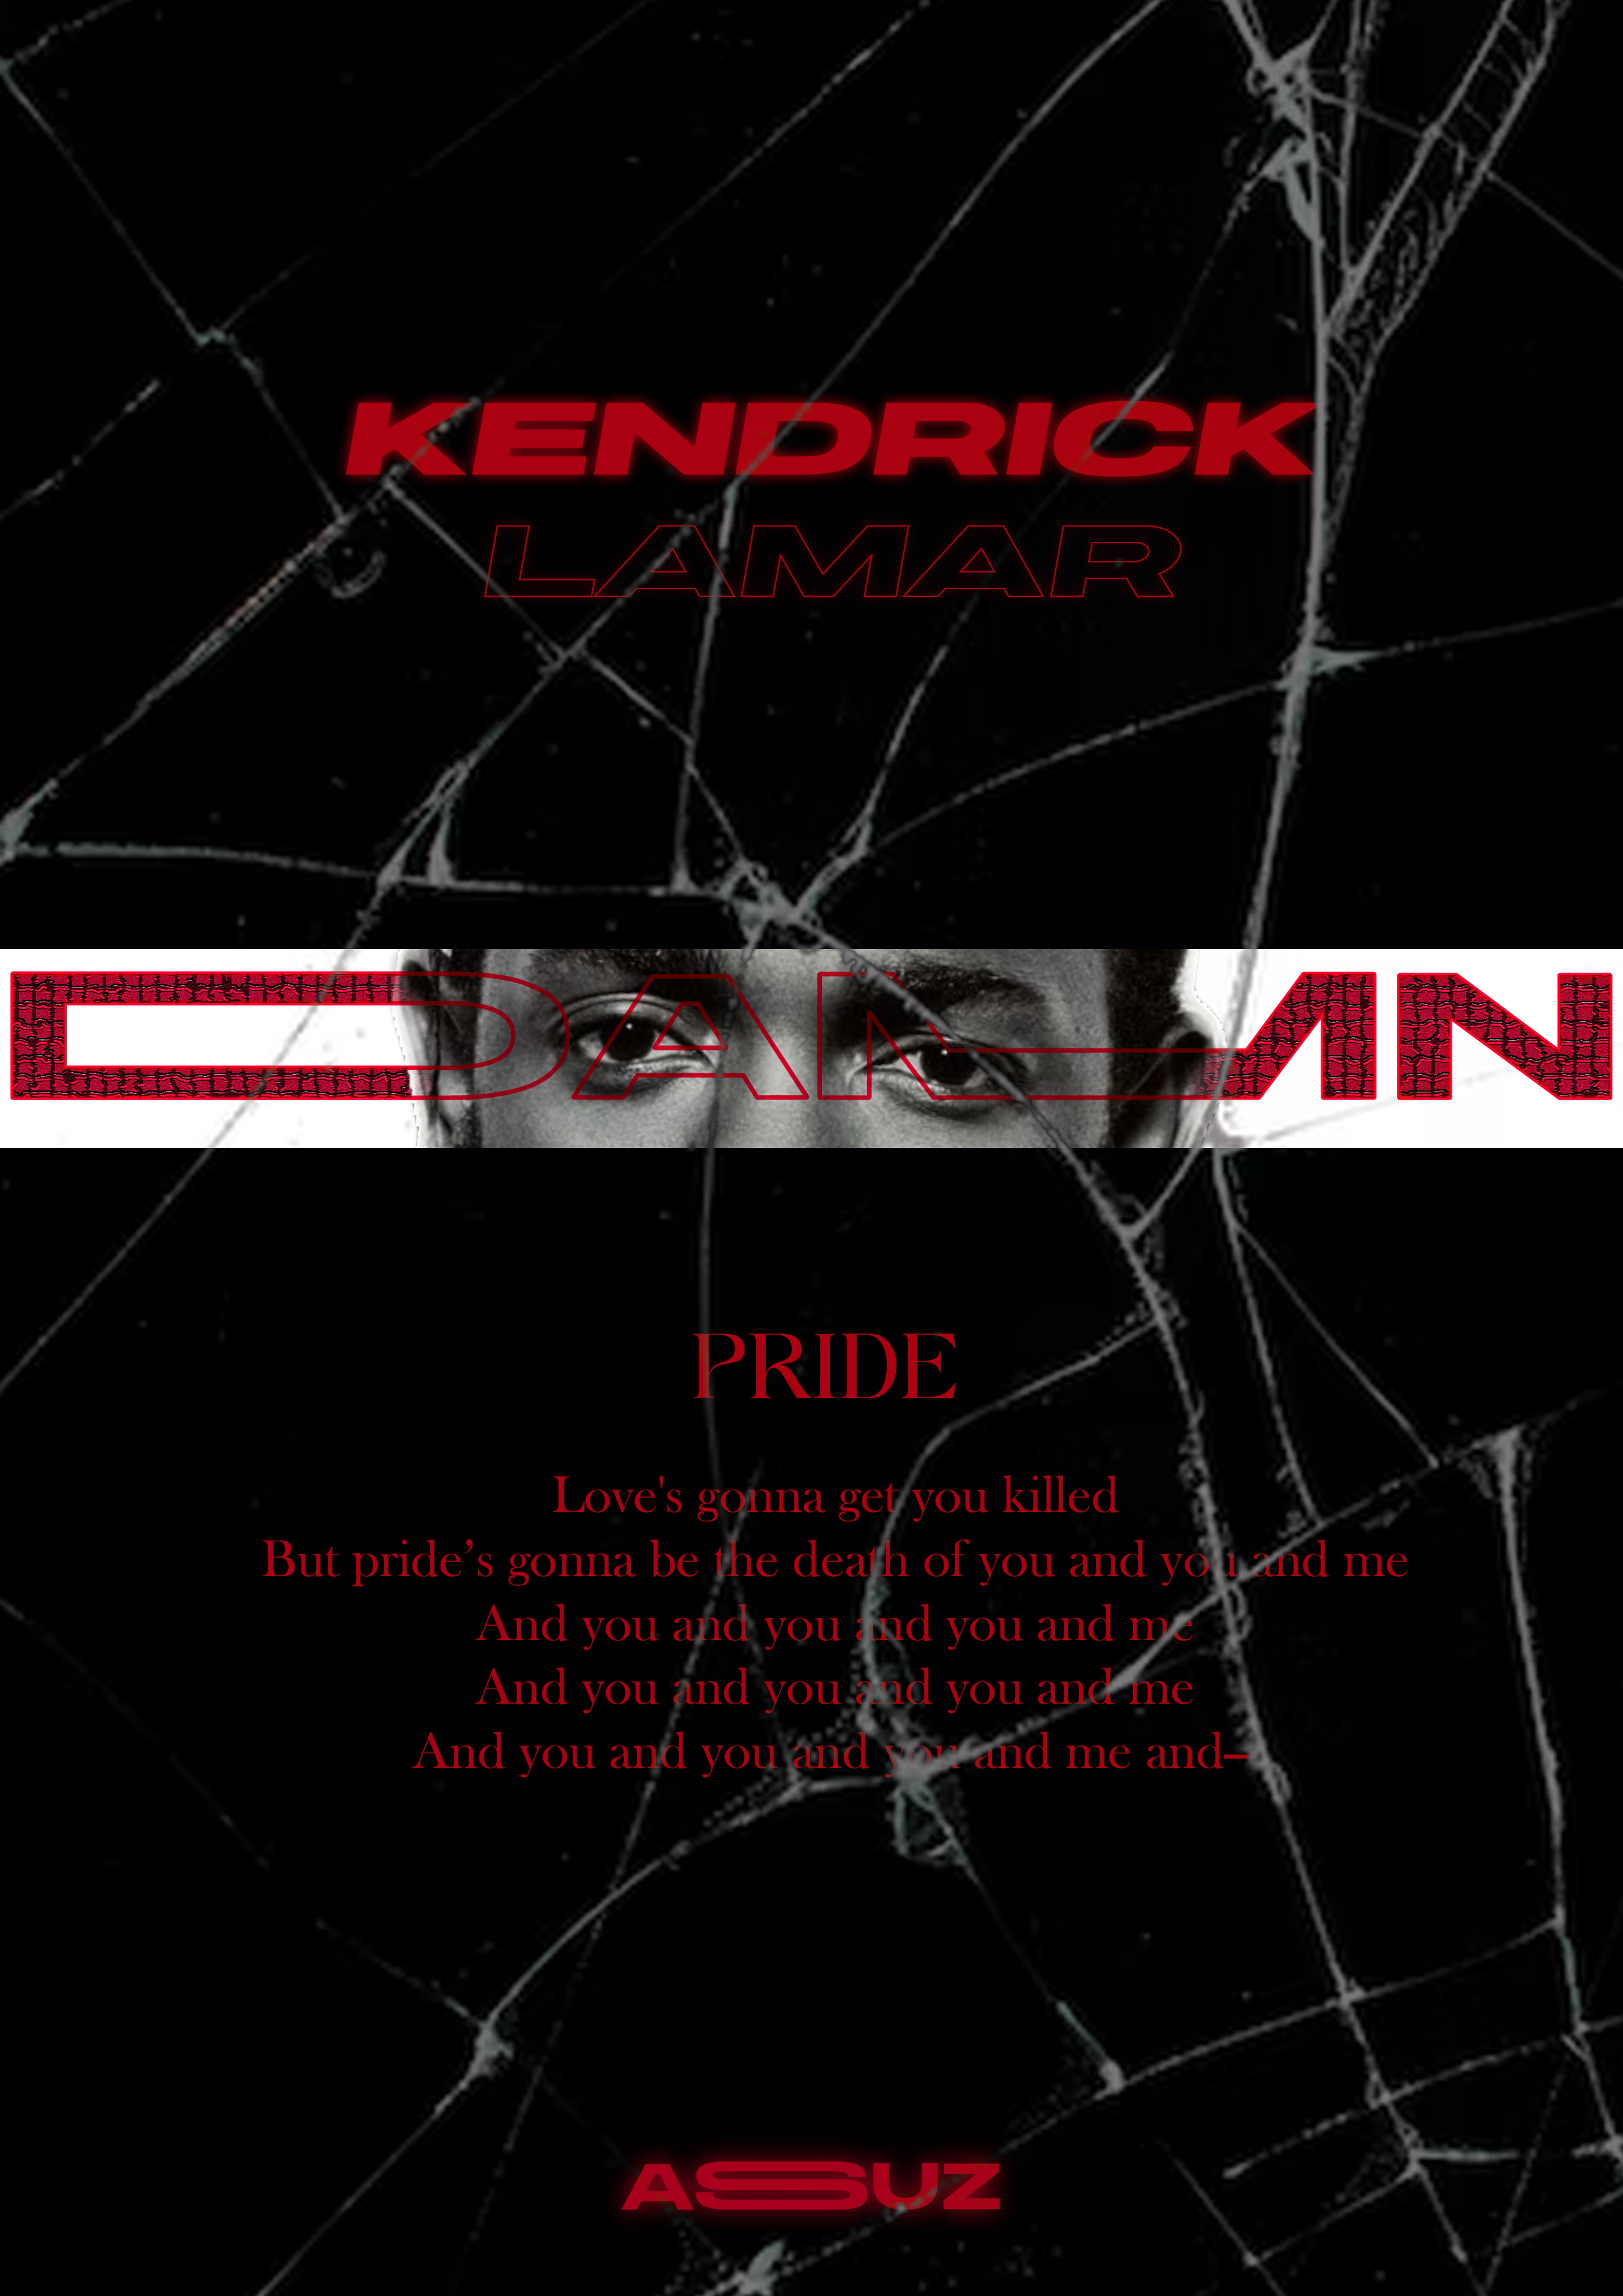 KENDRICK
LAMAR
DAMN
PRIDE
Love's gonna get you killed
But pride’s gonna be the death of you and you and me
And you and you and you and me
And you and you and you and me
And you and you and you and me and–
ASUZ